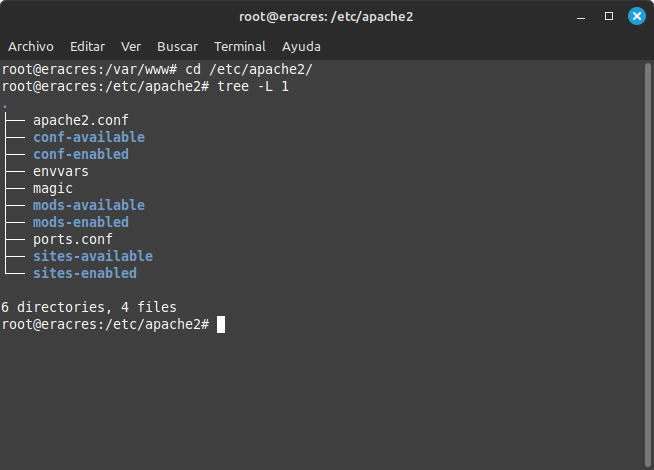 root@eracres: /etc/apache2
Archivo Editar Ver Buscar Terminal Ayuda
root@eracres:/var/www# cd /etc/apache2/
root@eracres:/etc/apache2# tree -L 1
.
├── apache2.conf
├── conf-available
├── conf-enabled
├── envvars
├── magic
├── mods-available
├── mods-enabled
├── ports.conf
├── sites-available
└── sites-enabled
6 directories, 4 files
root@eracres:/etc/apache2#